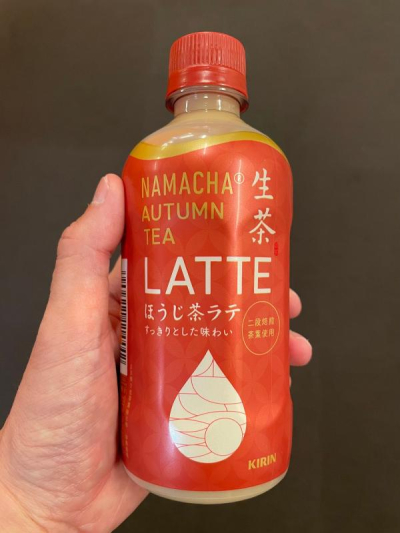 NAMACHA®
AUTUMN
TEA
生茶
LATTE
ほうじ茶ラテ
すっきりとした味わい
二段焙煎
茶葉使用
KIRIN